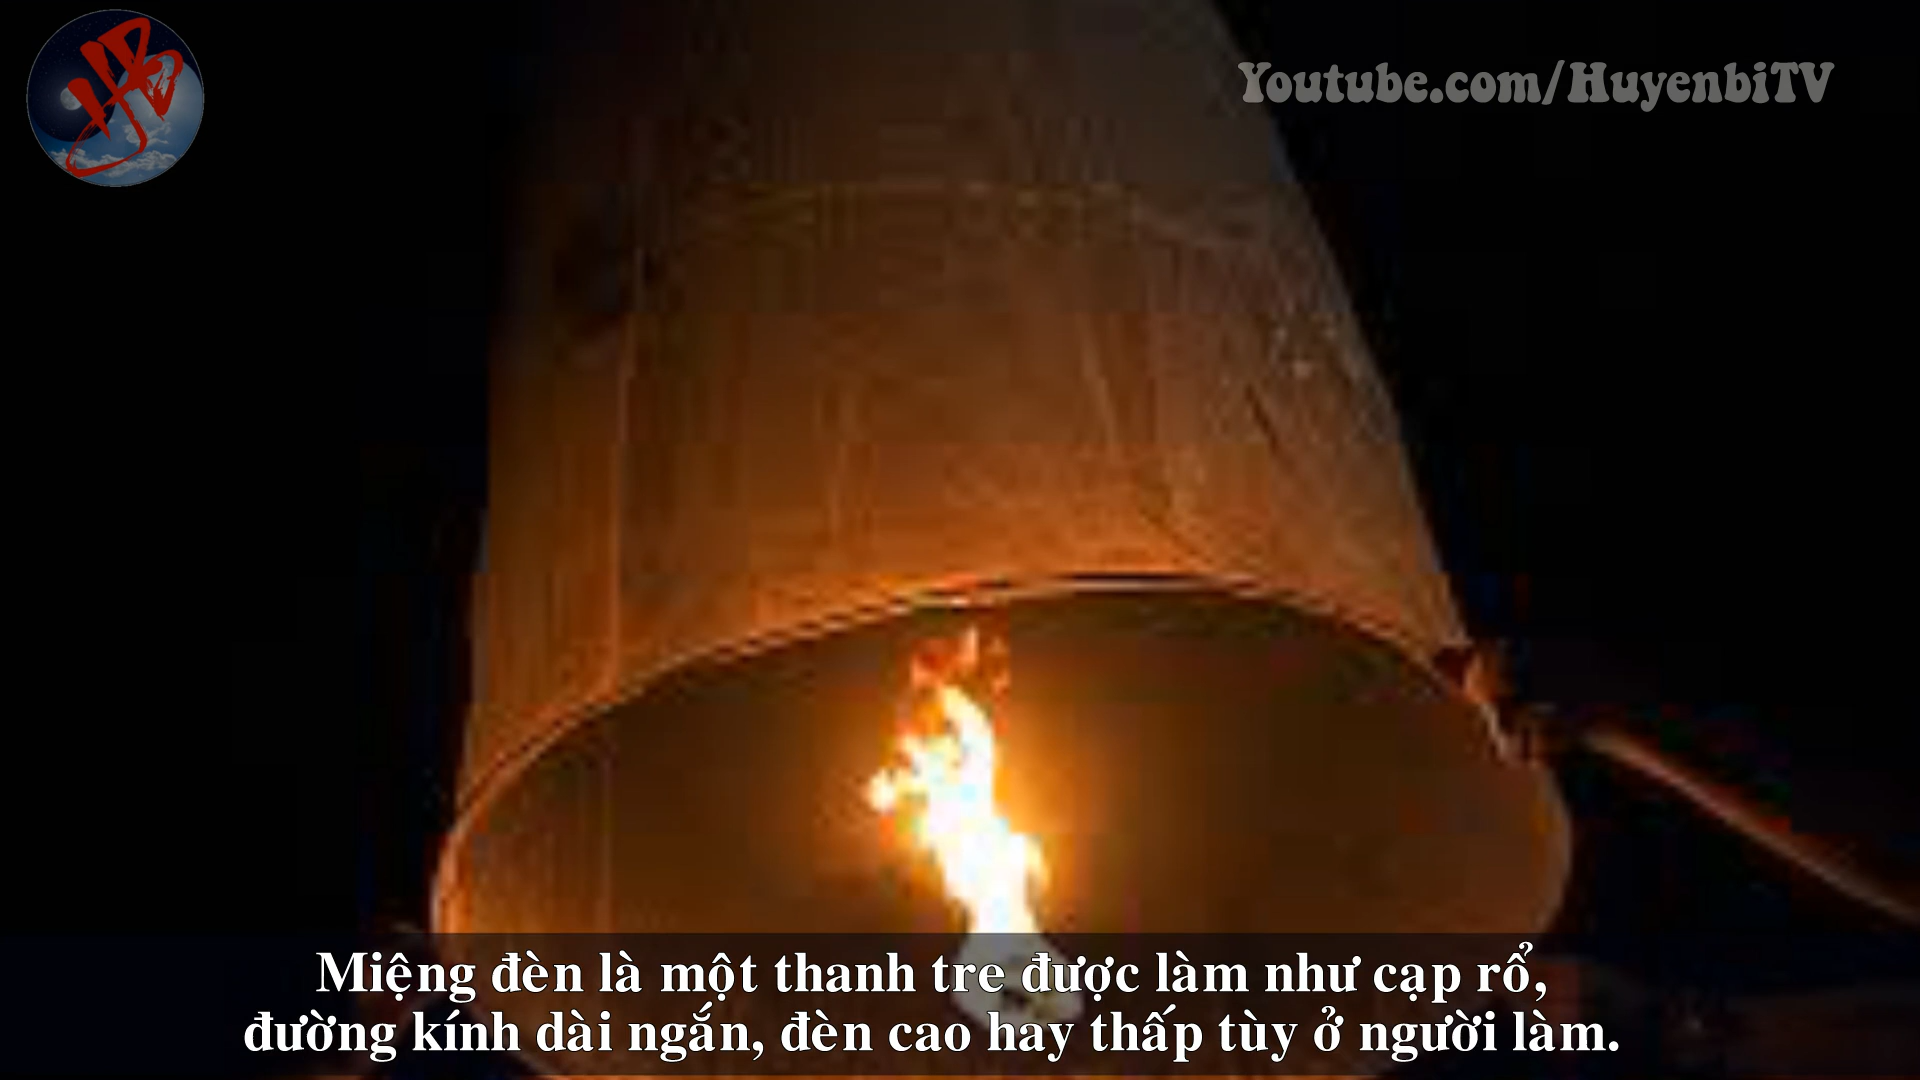 Youtube.com/HuyenbiTV
Miệng đèn là một thanh tre được làm như cạp rổ,
đường kính dài ngắn, đèn cao hay thấp tùy ở người làm.